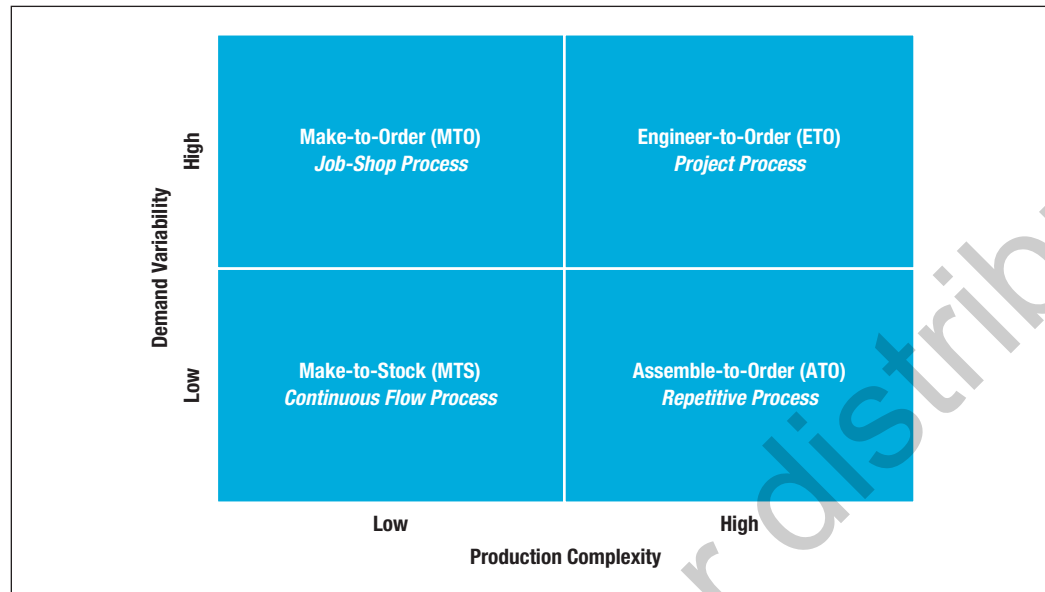 Demand Variability
High
Make-to-Order (MTO)
Job-Shop Process
Engineer-to-Order (ETO)
Project Process
Low
Make-to-Stock (MTS)
Continuous Flow Process
Assemble-to-Order (ATO)
Repetitive Process
Low
High
Production Complexity
r distrib